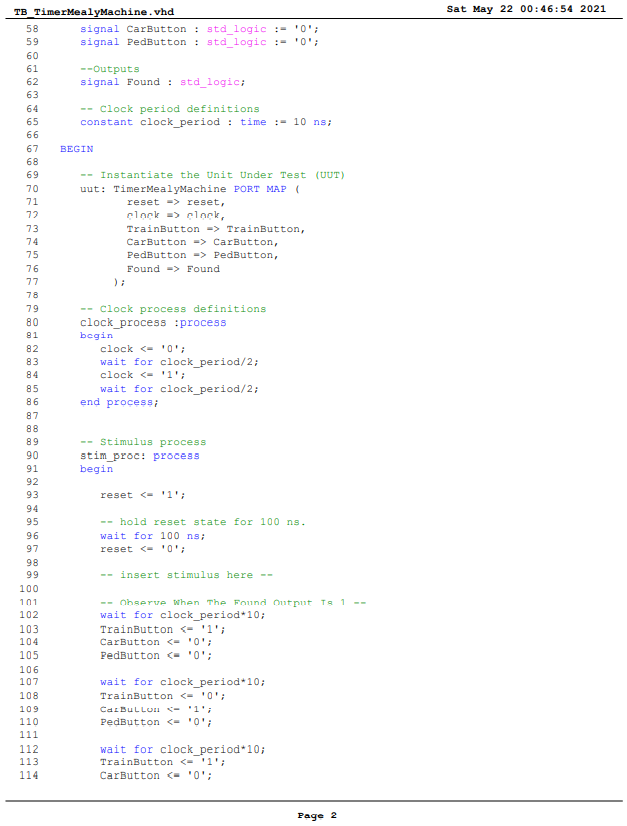 TB_TimerMealyMachine.vhd Sat May 22 00:46:54 2021
58 signal CarButton : std_logic := '0';
59 signal PedButton : std_logic := '0';
60
61 --Outputs
62 signal Found : std_logic;
63
64 -- Clock period definitions
65 constant clock_period : time := 10 ns;
66
67 BEGIN
68
69 -- Instantiate the Unit Under Test (UUT)
70 uut: TimerMealyMachine PORT MAP (
71 reset => reset,
72 clock => clock,
73 TrainButton => TrainButton,
74 CarButton => CarButton,
75 PedButton => PedButton,
76 Found => Found
77 );
78
79 -- Clock process definitions
80 clock_process :process
81 begin
82 clock <= '0';
83 wait for clock_period/2;
84 clock <= '1';
85 wait for clock_period/2;
86 end process;
87
88
89 -- Stimulus process
90 stim_proc: process
91 begin
92
93 reset <= '1';
94
95 -- hold reset state for 100 ns.
96 wait for 100 ns;
97 reset <= '0';
98
99 -- insert stimulus here --
100
101 -- Observe When The Found Output Is 1 --
102 wait for clock_period*10;
103 TrainButton <= '1';
104 CarButton <= '0';
105 PedButton <= '0';
106
107 wait for clock_period*10;
108 TrainButton <= '0';
109 CarButton <= '1';
110 PedButton <= '0';
111
112 wait for clock_period*10;
113 TrainButton <= '1';
114 CarButton <= '0';
Page 2